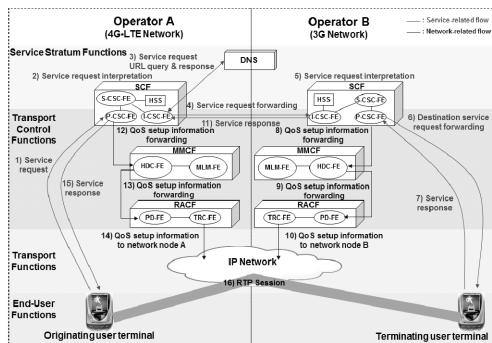 Operator A
(4G-LTE Network)
Operator B
(3G Network)
: Service-related flow
: Network-related flow
Service Stratum Functions
3) Service request
URL query & response
DNS
2) Service request interpretation
5) Service request interpretation
SCF
S-CSC-FE
HSS
P-CSC-FE
I-CSC-FE
4) Service request forwarding
11) Service response
SCF
HSS
S-CSC-FE
I-CSC-FE
P-CSC-FE
6) Destination service
request forwarding
Transport
Control
Functions
1) Service
request
15) Service
response
12) QoS setup information
forwarding
8) QoS setup information
forwarding
MMCF
HDC-FE
MLM-FE
MMCF
MLM-FE
HDC-FE
13) QoS setup information
forwarding
9) QoS setup information
forwarding
7) Service
response
RACF
PD-FE
TRC-FE
RACF
TRC-FE
PD-FE
14) QoS setup information
to network node A
10) QoS setup information
to network node B
Transport
Functions
IP Network
16) RTP Session
End-User
Functions
Originating user terminal
Terminating user terminal